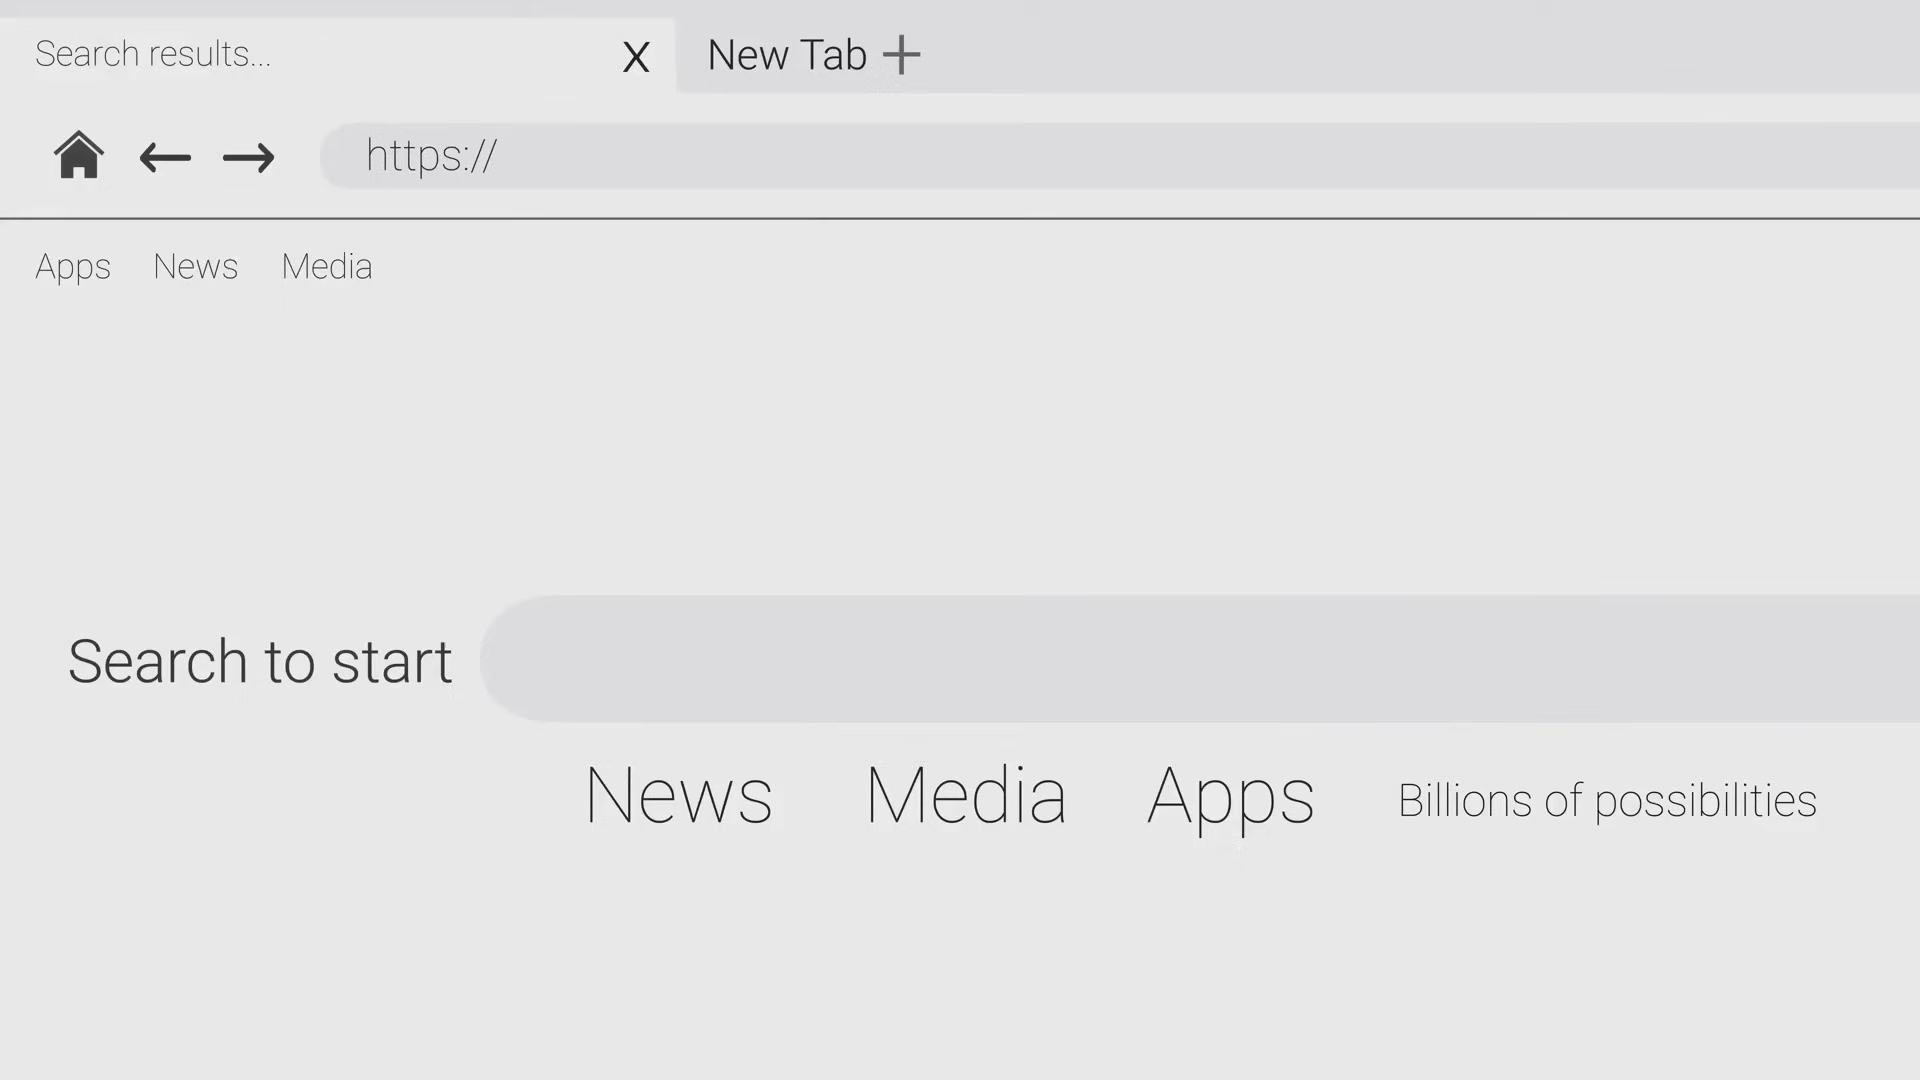 Search results... X New Tab +
https://
Apps News Media
Search to start
News Media Apps Billions of possibilities